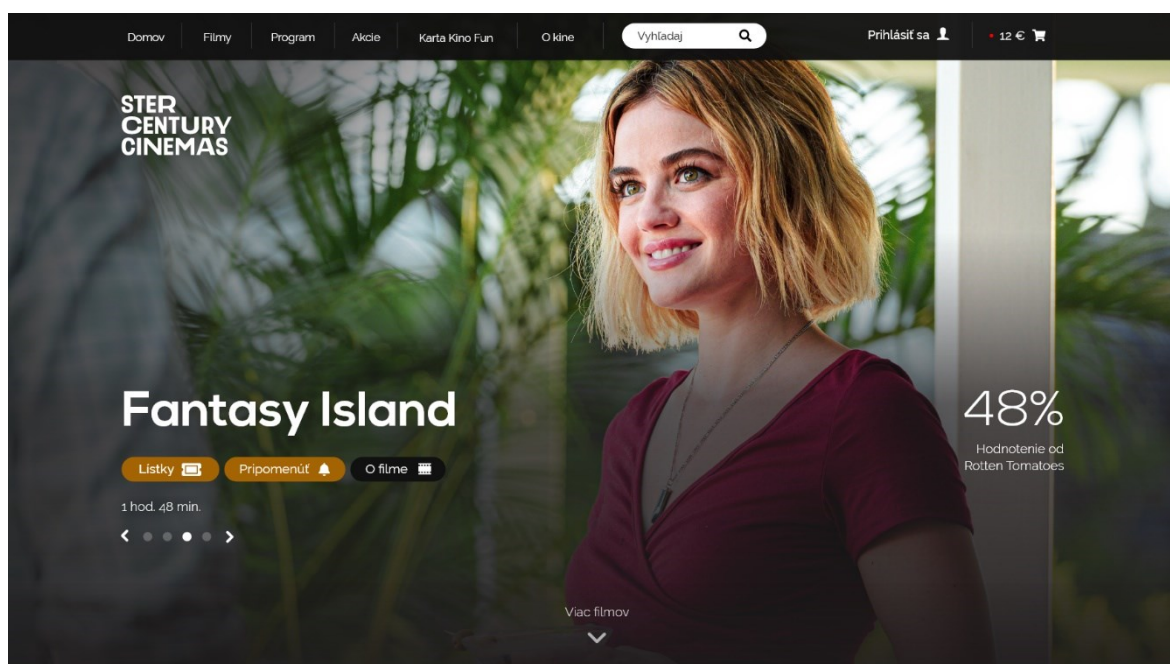 Domov
Filmy
Program
Akcie
Karta Kino Fun
O kine
Vyhľadaj
Prihlásiť sa
12 €
STER
CENTURY
CINEMAS
Fantasy Island
Lístky
Pripomenúť
O filme
1 hod. 48 min.
48%
Hodnotenie od
Rotten Tomatoes
Viac filmov